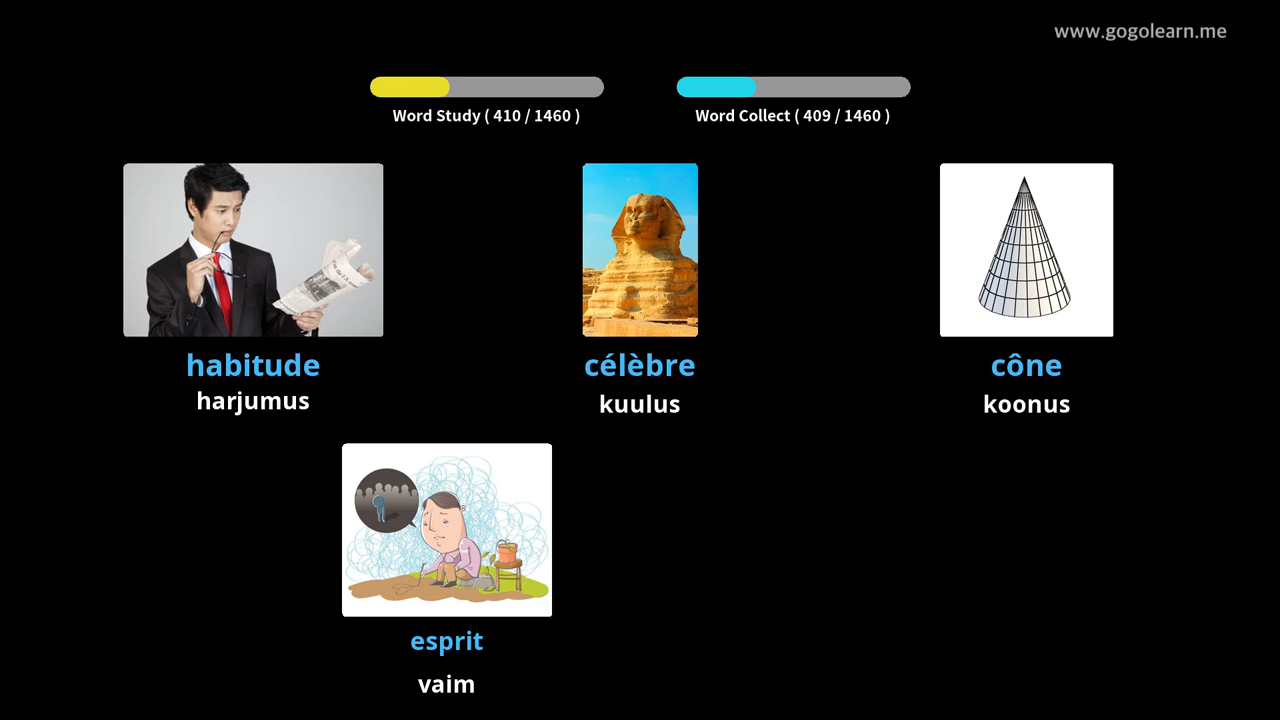 www.gogolearn.me
Word Study ( 410 / 1460 )
Word Collect ( 409 / 1460 )
habitude
harjumus
célèbre
kuulus
cône
koonus
esprit
vaim